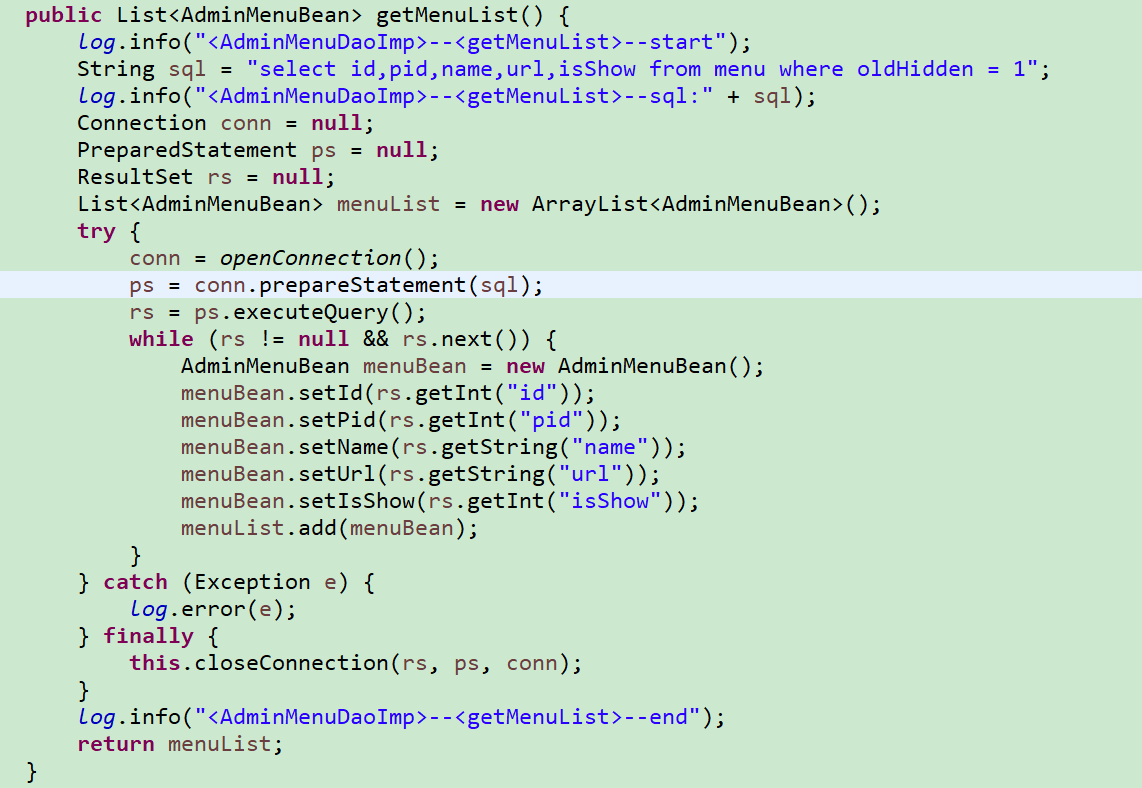 public List<AdminMenuBean> getMenuList() {
    log.info("<AdminMenuDaoImp>--<getMenuList>--start");
    String sql = "select id,pid,name,url,isShow from menu where oldHidden = 1";
    log.info("<AdminMenuDaoImp>--<getMenuList>--sql:" + sql);
    Connection conn = null;
    PreparedStatement ps = null;
    ResultSet rs = null;
    List<AdminMenuBean> menuList = new ArrayList<AdminMenuBean>();
    try {
        conn = openConnection();
        ps = conn.prepareStatement(sql);
        rs = ps.executeQuery();
        while (rs != null && rs.next()) {
            AdminMenuBean menuBean = new AdminMenuBean();
            menuBean.setId(rs.getInt("id"));
            menuBean.setPid(rs.getInt("pid"));
            menuBean.setName(rs.getString("name"));
            menuBean.setUrl(rs.getString("url"));
            menuBean.setIsShow(rs.getInt("isShow"));
            menuList.add(menuBean);
        }
    } catch (Exception e) {
        log.error(e);
    } finally {
        this.closeConnection(rs, ps, conn);
    }
    log.info("<AdminMenuDaoImp>--<getMenuList>--end");
    return menuList;
}